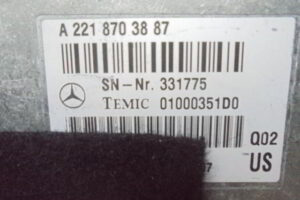 A 221 870 38 87
SN-Nr. 331775
TEMIC 01000351D0
Q02
US